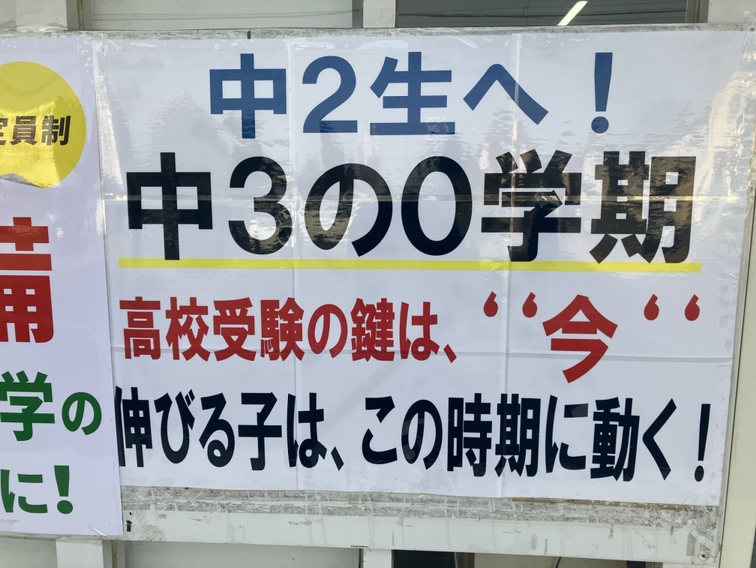 中2生へ!
中3の0学期
高校受験の鍵は、“今”
伸びる子は、この時期に動く!
員制
学の
に!